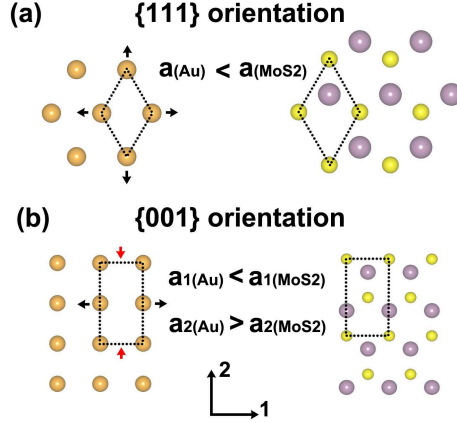 (a) {111} orientation
a(Au) < a(MoS2)
(b) {001} orientation
a1(Au) < a1(MoS2)
a2(Au) > a2(MoS2)
2
1